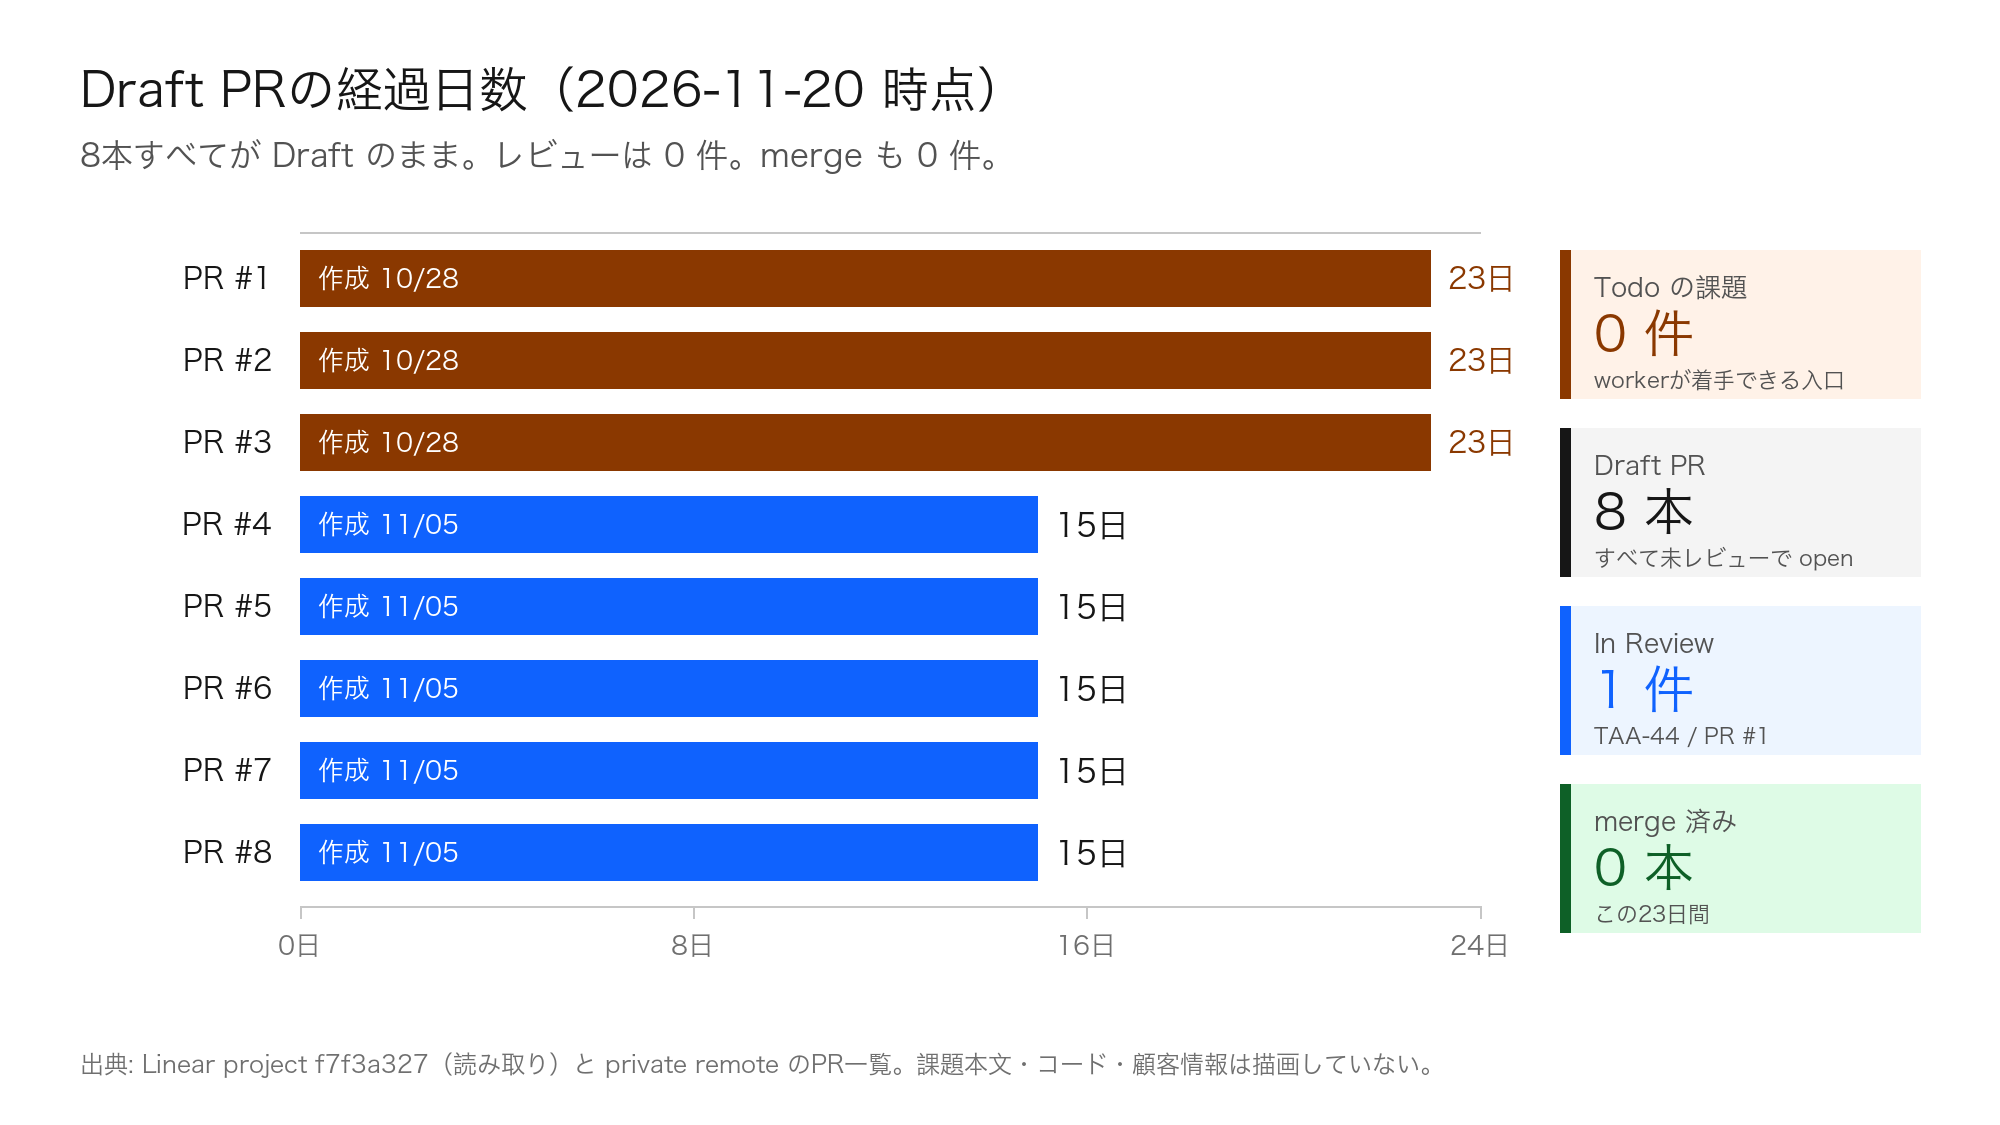 Draft PRの経過日数（2026-11-20 時点）
8本すべてが Draft のまま。レビューは 0 件。merge も 0 件。
PR #1 作成 10/28 23日
PR #2 作成 10/28 23日
PR #3 作成 10/28 23日
PR #4 作成 11/05 15日
PR #5 作成 11/05 15日
PR #6 作成 11/05 15日
PR #7 作成 11/05 15日
PR #8 作成 11/05 15日
0日 8日 16日 24日
Todo の課題
0 件
workerが着手できる入口
Draft PR
8 本
すべて未レビューで open
In Review
1 件
TAA-44 / PR #1
merge 済み
0 本
この23日間
出典: Linear project f7f3a327（読み取り）と private remote のPR一覧。課題本文・コード・顧客情報は描画していない。